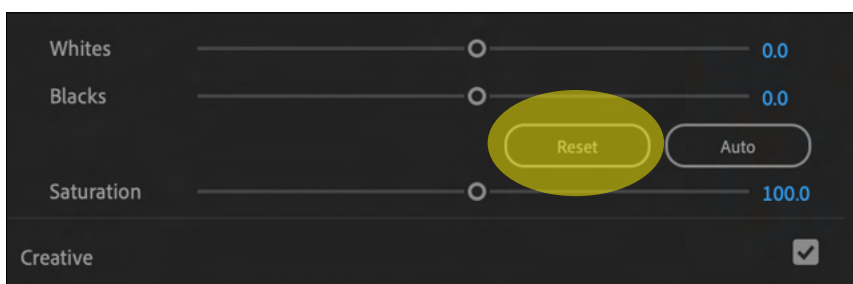 Whites 0.0
Blacks 0.0
Reset Auto
Saturation 100.0
Creative